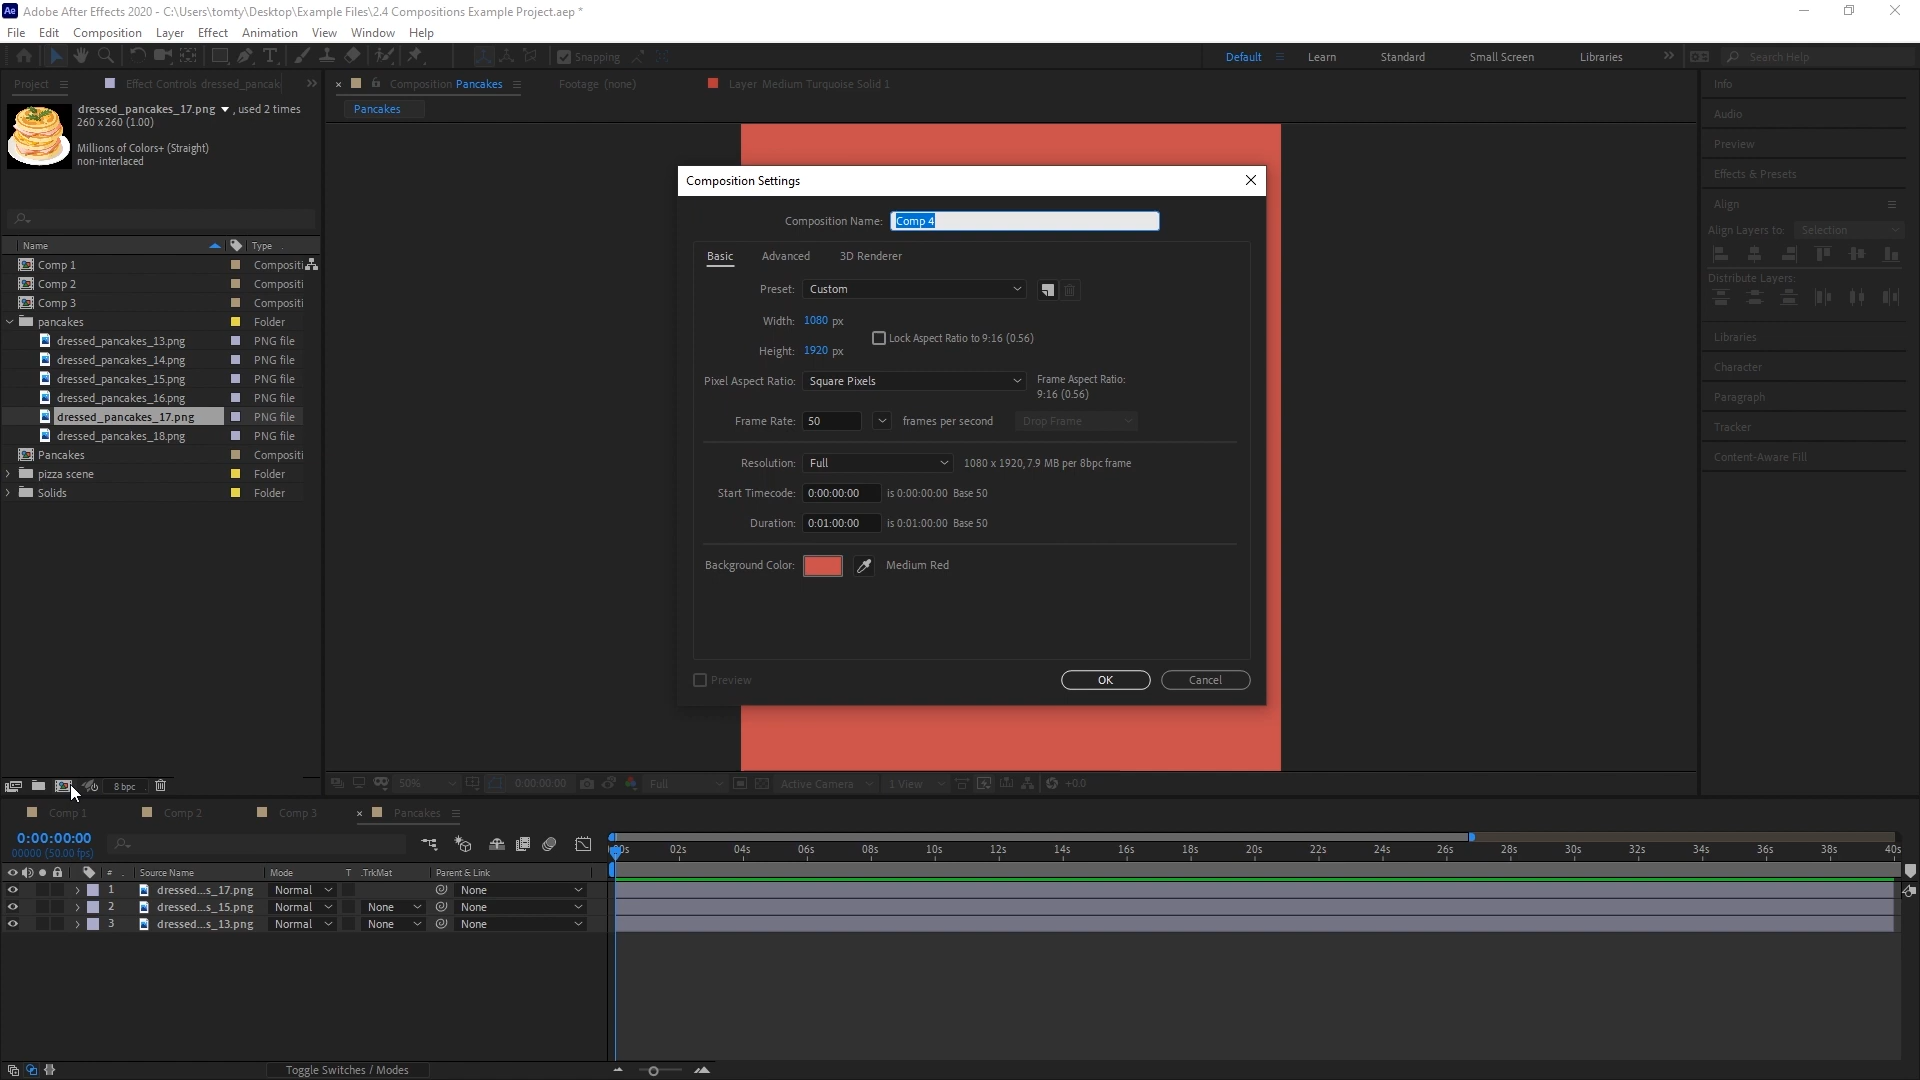 Ae Adobe After Effects 2020 - C:\Users\tomty\Desktop\Example Files\2.4 Compositions Example Project.aep *
File Edit Composition Layer Effect Animation View Window Help
Snapping Default Learn Standard Small Screen Libraries Search Help
Project Effect Controls dressed_pancak
Composition Pancakes Footage (none) Layer Medium Turquoise Solid 1
Pancakes
dressed_pancakes_17.png , used 2 times
260 x 260 (1.00)
Millions of Colors+ (Straight)
non-interlaced
Name Type
Comp 1 Compositi
Comp 2 Compositi
Comp 3 Compositi
pancakes Folder
dressed_pancakes_13.png PNG file
dressed_pancakes_14.png PNG file
dressed_pancakes_15.png PNG file
dressed_pancakes_16.png PNG file
dressed_pancakes_17.png PNG file
dressed_pancakes_18.png PNG file
Pancakes Compositi
pizza scene Folder
Solids Folder
8 bpc
Composition Settings
Composition Name: Comp 4
Basic Advanced 3D Renderer
Preset: Custom
Width: 1080 px
Lock Aspect Ratio to 9:16 (0.56)
Height: 1920 px
Pixel Aspect Ratio: Square Pixels Frame Aspect Ratio:
9:16 (0.56)
Frame Rate: 50 frames per second Drop Frame
Resolution: Full 1080 x 1920, 7.9 MB per 8bpc frame
Start Timecode: 0:00:00:00 is 0:00:00:00 Base 50
Duration: 0:01:00:00 is 0:01:00:00 Base 50
Background Color: Medium Red
Preview OK Cancel
50% 0:00:00:00 Full Active Camera 1 View +0.0
Info
Audio
Preview
Effects & Presets
Align
Align Layers to: Selection
Distribute Layers:
Libraries
Character
Paragraph
Tracker
Content-Aware Fill
Comp 1 Comp 2 Comp 3 Pancakes
0:00:00:00
00000 (50.00 fps)
02s 04s 06s 08s 10s 12s 14s 16s 18s 20s 22s 24s 26s 28s 30s 32s 34s 36s 38s 40s
# Source Name Mode T .TrkMat Parent & Link
1 dressed...s_17.png Normal None
2 dressed...s_15.png Normal None None
3 dressed...s_13.png Normal None None
Toggle Switches / Modes